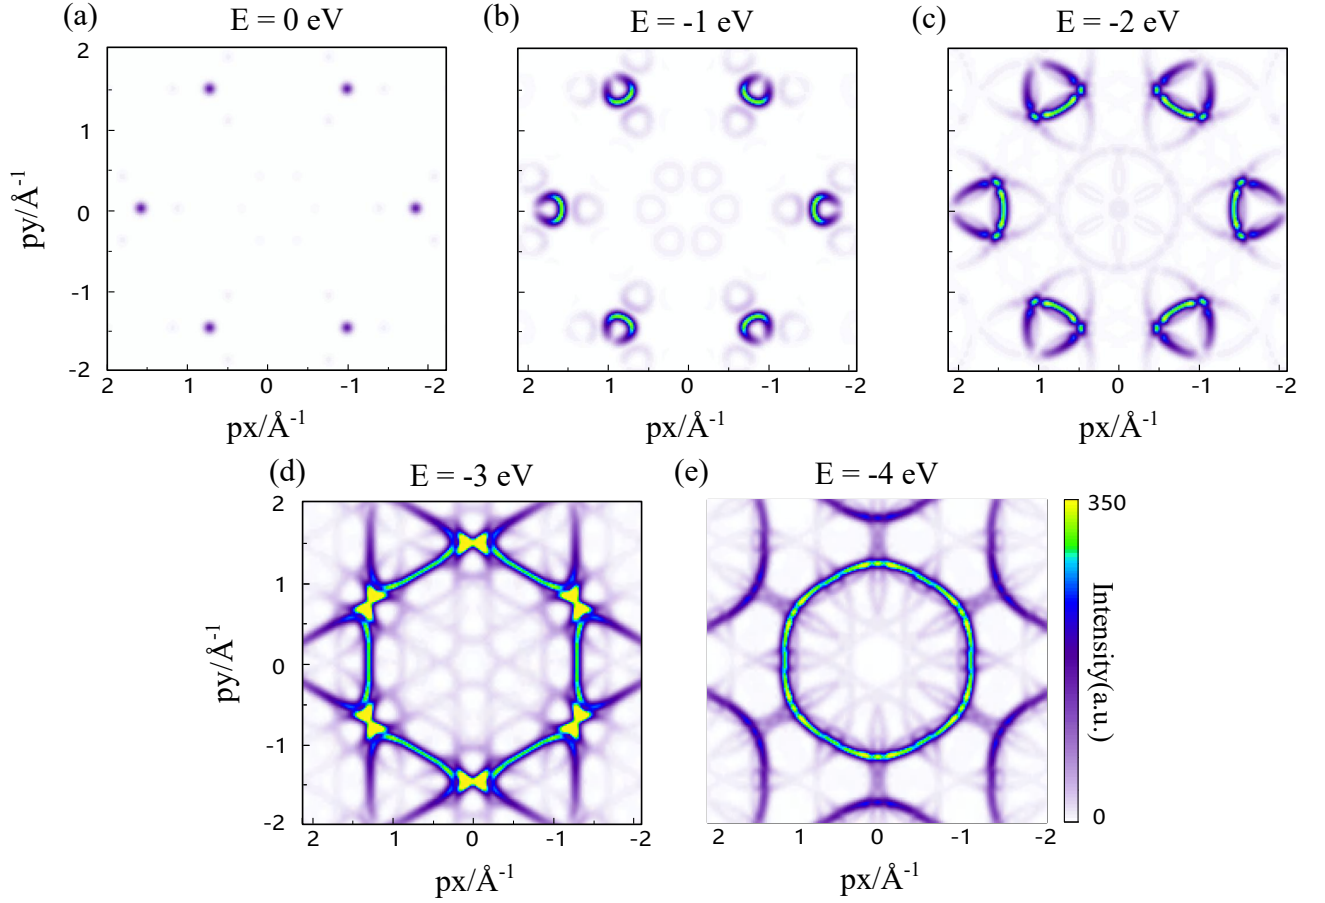 (a) E = 0 eV (b) E = -1 eV (c) E = -2 eV
2
1
0
-1
-2
py/Å-1
2 1 0 -1 -2
2 1 0 -1 -2
2 1 0 -1 -2
px/Å-1 px/Å-1 px/Å-1
(d) E = -3 eV (e) E = -4 eV
2
1
0
-1
-2
py/Å-1
350
Intensity(a.u.)
0
2 1 0 -1 -2
2 1 0 -1 -2
px/Å-1 px/Å-1